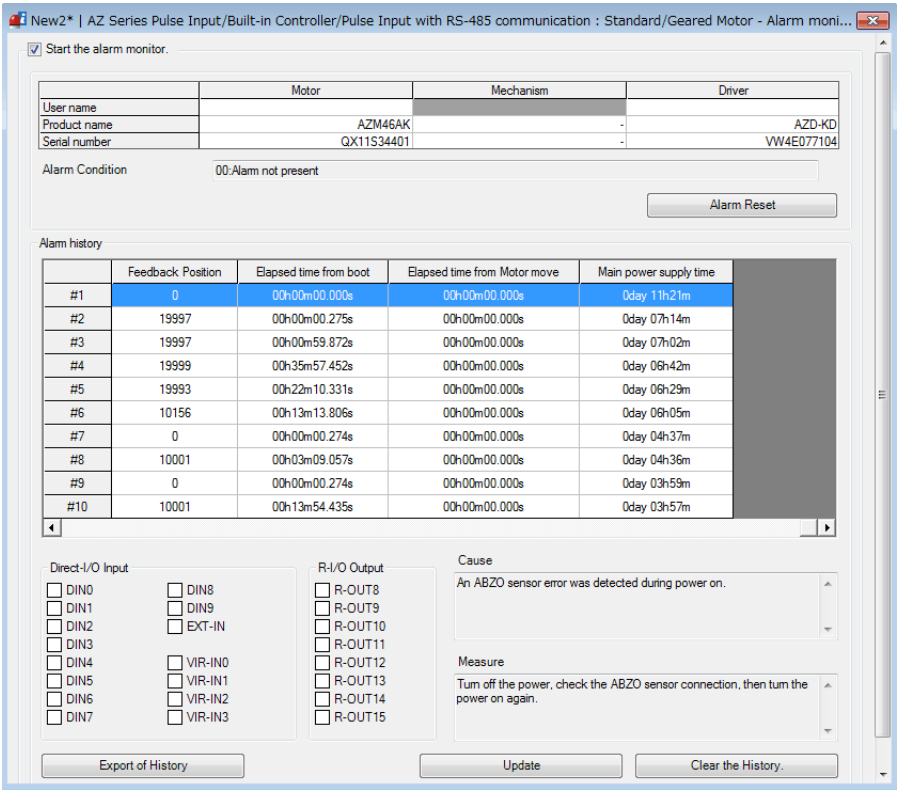 New2* | AZ Series Pulse Input/Built-in Controller/Pulse Input with RS-485 communication : Standard/Geared Motor - Alarm moni...
Start the alarm monitor.
Motor Mechanism Driver
User name
Product name AZM46AK - AZD-KD
Serial number QX11S34401 - VW4E077104
Alarm Condition 00:Alarm not present
Alarm Reset
Alarm history
Feedback Position Elapsed time from boot Elapsed time from Motor move Main power supply time
#1 0 00h00m00.000s 00h00m00.000s 0day 11h21m
#2 19997 00h00m00.275s 00h00m00.000s 0day 07h14m
#3 19997 00h00m59.872s 00h00m00.000s 0day 07h02m
#4 19999 00h35m57.452s 00h00m00.000s 0day 06h42m
#5 19993 00h22m10.331s 00h00m00.000s 0day 06h29m
#6 10156 00h13m13.806s 00h00m00.000s 0day 06h05m
#7 0 00h00m00.274s 00h00m00.000s 0day 04h37m
#8 10001 00h03m09.057s 00h00m00.000s 0day 04h36m
#9 0 00h00m00.274s 00h00m00.000s 0day 03h59m
#10 10001 00h13m54.435s 00h00m00.000s 0day 03h57m
Direct-I/O Input
DIN0 DIN8
DIN1 DIN9
DIN2 EXT-IN
DIN3
DIN4 VIR-IN0
DIN5 VIR-IN1
DIN6 VIR-IN2
DIN7 VIR-IN3
R-I/O Output
R-OUT8
R-OUT9
R-OUT10
R-OUT11
R-OUT12
R-OUT13
R-OUT14
R-OUT15
Cause
An ABZO sensor error was detected during power on.
Measure
Turn off the power, check the ABZO sensor connection, then turn the
power on again.
Export of History Update Clear the History.